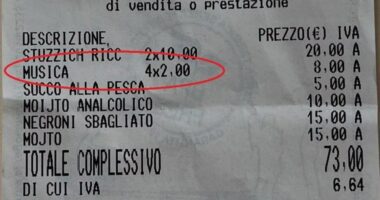 di vendita o prestazione
DESCRIZIONE PREZZO(€) IVA
STUZZICH RICC 2x10,00 20,00 A
MUSICA 4x2,00 8,00 A
SUCCO ALLA PESCA 5,00 A
MOIJTO ANALCOLICO 10,00 A
NEGRONI SBAGLIATO 15,00 A
MOJTO 15,00 A
TOTALE COMPLESSIVO 73,00
DI CUI IVA 6,64